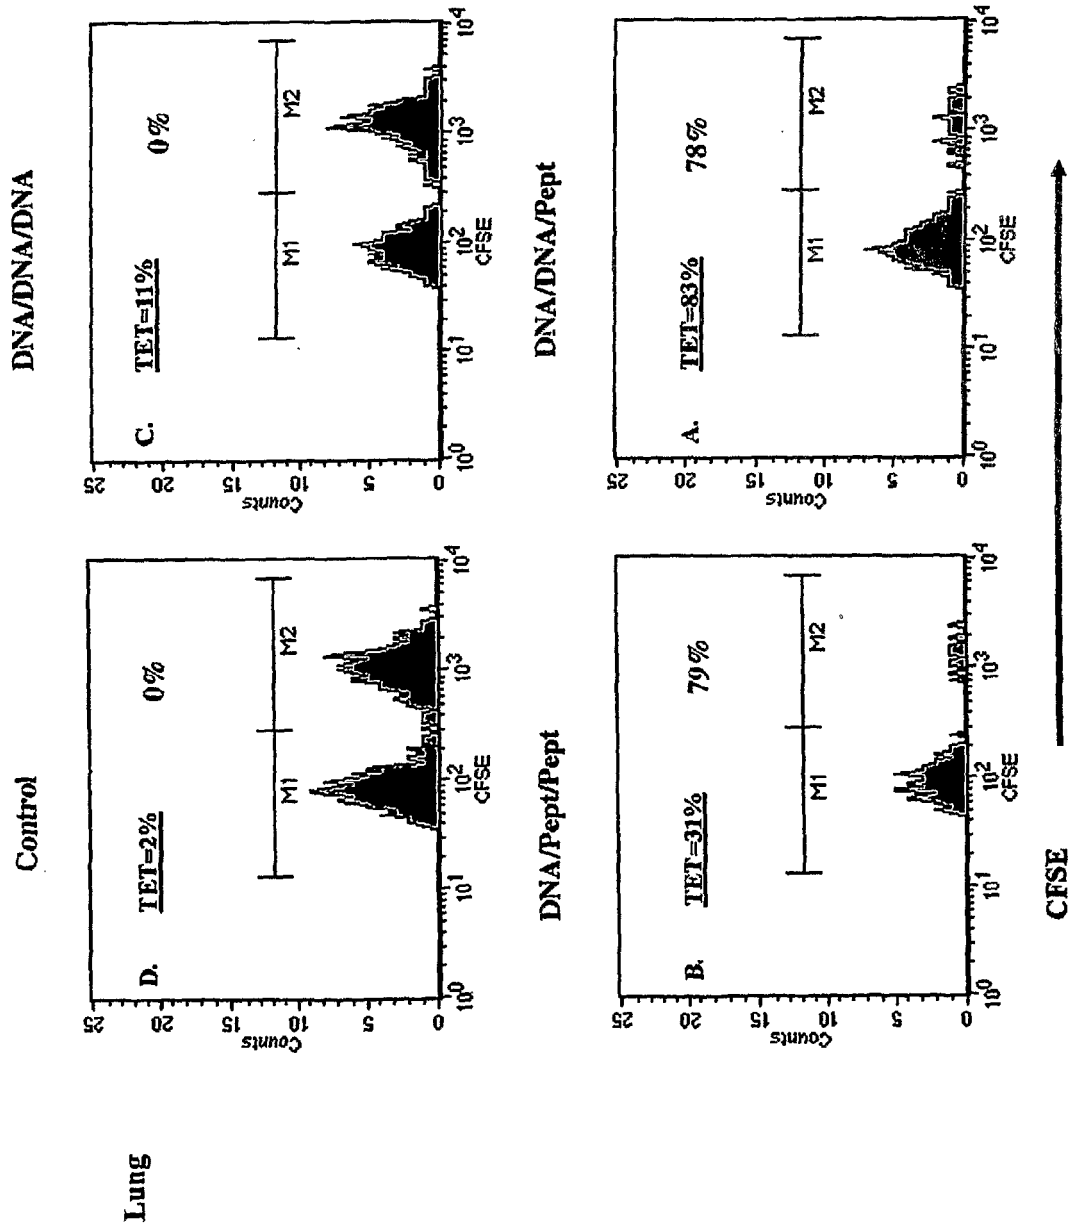 Lung
Control
D.
TET=2%
0%
M1
M2
25
20
15
10
5
0
Counts
10^0
10^1
10^2
10^3
10^4
CFSE
DNA/DNA/DNA
C.
TET=11%
0%
M1
M2
25
20
15
10
5
0
Counts
10^0
10^1
10^2
10^3
10^4
CFSE
DNA/Pept/Pept
B.
TET=31%
79%
M1
M2
25
20
15
10
5
0
Counts
10^0
10^1
10^2
10^3
10^4
CFSE
DNA/DNA/Pept
A.
TET=83%
78%
M1
M2
25
20
15
10
5
0
Counts
10^0
10^1
10^2
10^3
10^4
CFSE
CFSE